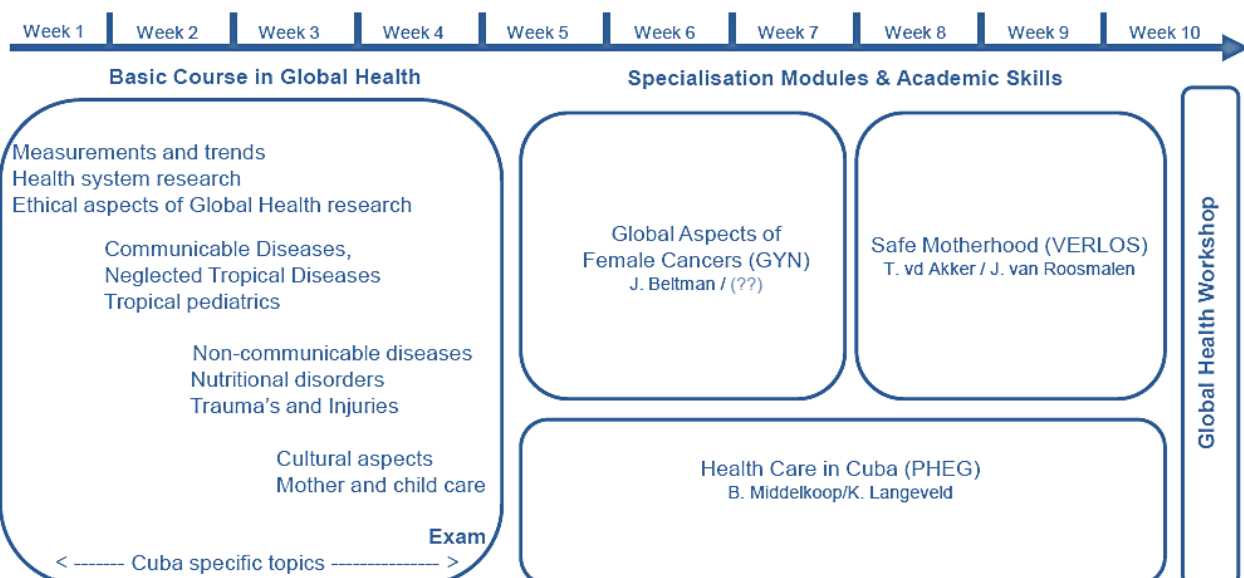 Week 1
Week 2
Week 3
Week 4
Week 5
Week 6
Week 7
Week 8
Week 9
Week 10
Basic Course in Global Health
Specialisation Modules & Academic Skills
Measurements and trends
Health system research
Ethical aspects of Global Health research
Communicable Diseases,
Neglected Tropical Diseases
Tropical pediatrics
Non-communicable diseases
Nutritional disorders
Trauma's and Injuries
Cultural aspects
Mother and child care
Exam
< ------- Cuba specific topics --------------- >
Global Aspects of
Female Cancers (GYN)
J. Beltman / (??)
Safe Motherhood (VERLOS)
T. vd Akker / J. van Roosmalen
Health Care in Cuba (PHEG)
B. Middelkoop/K. Langeveld
Global Health Workshop